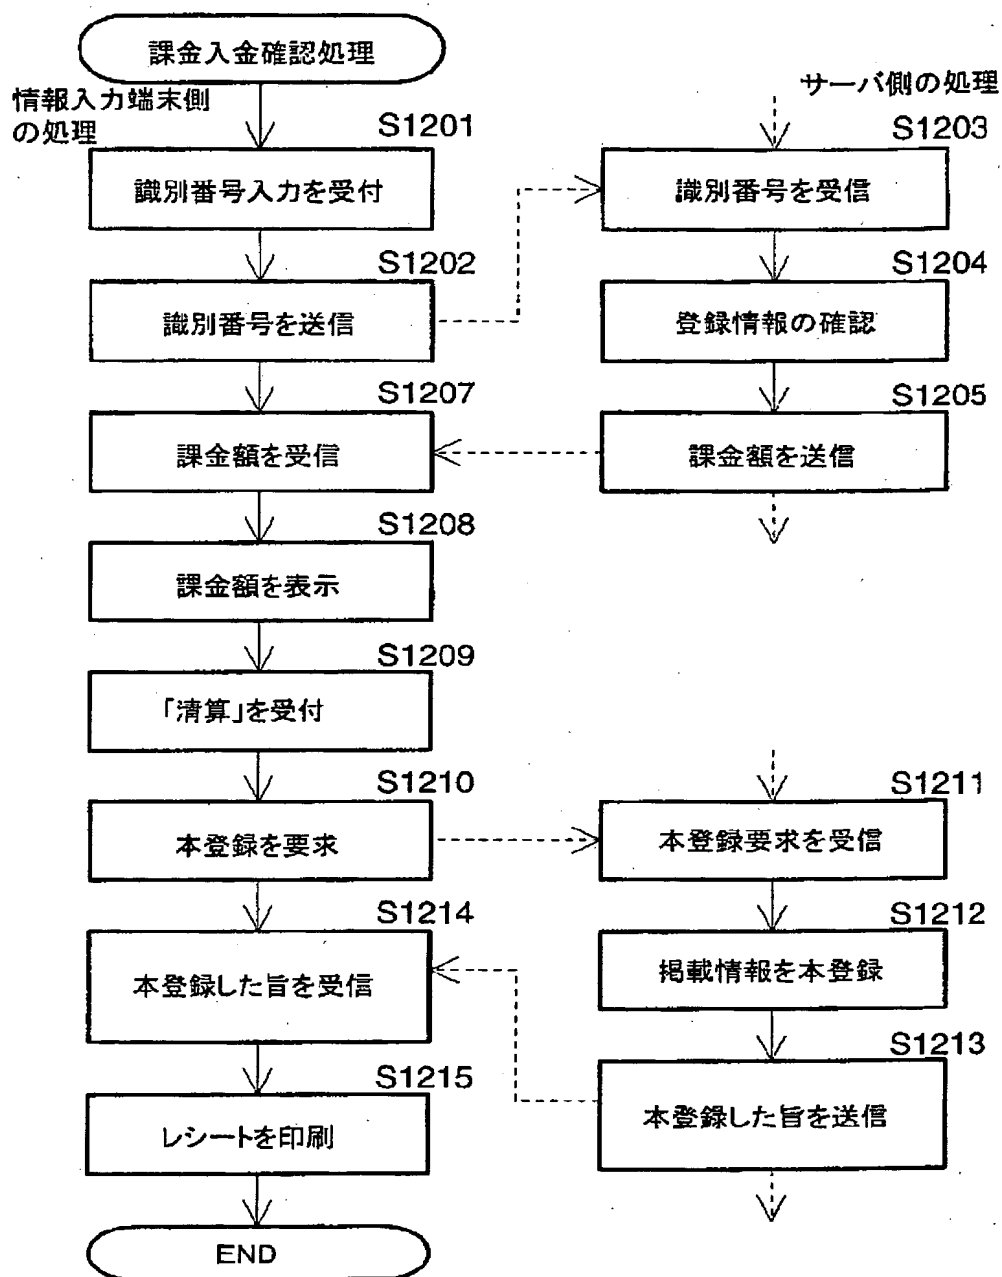 課金入金確認処理
情報入力端末側
の処理
サーバ側の処理
S1201
識別番号入力を受付
S1203
識別番号を受信
S1202
識別番号を送信
S1204
登録情報の確認
S1207
課金額を受信
S1205
課金額を送信
S1208
課金額を表示
S1209
「清算」を受付
S1210
本登録を要求
S1211
本登録要求を受信
S1214
本登録した旨を受信
S1212
掲載情報を本登録
S1213
本登録した旨を送信
S1215
レシートを印刷
END